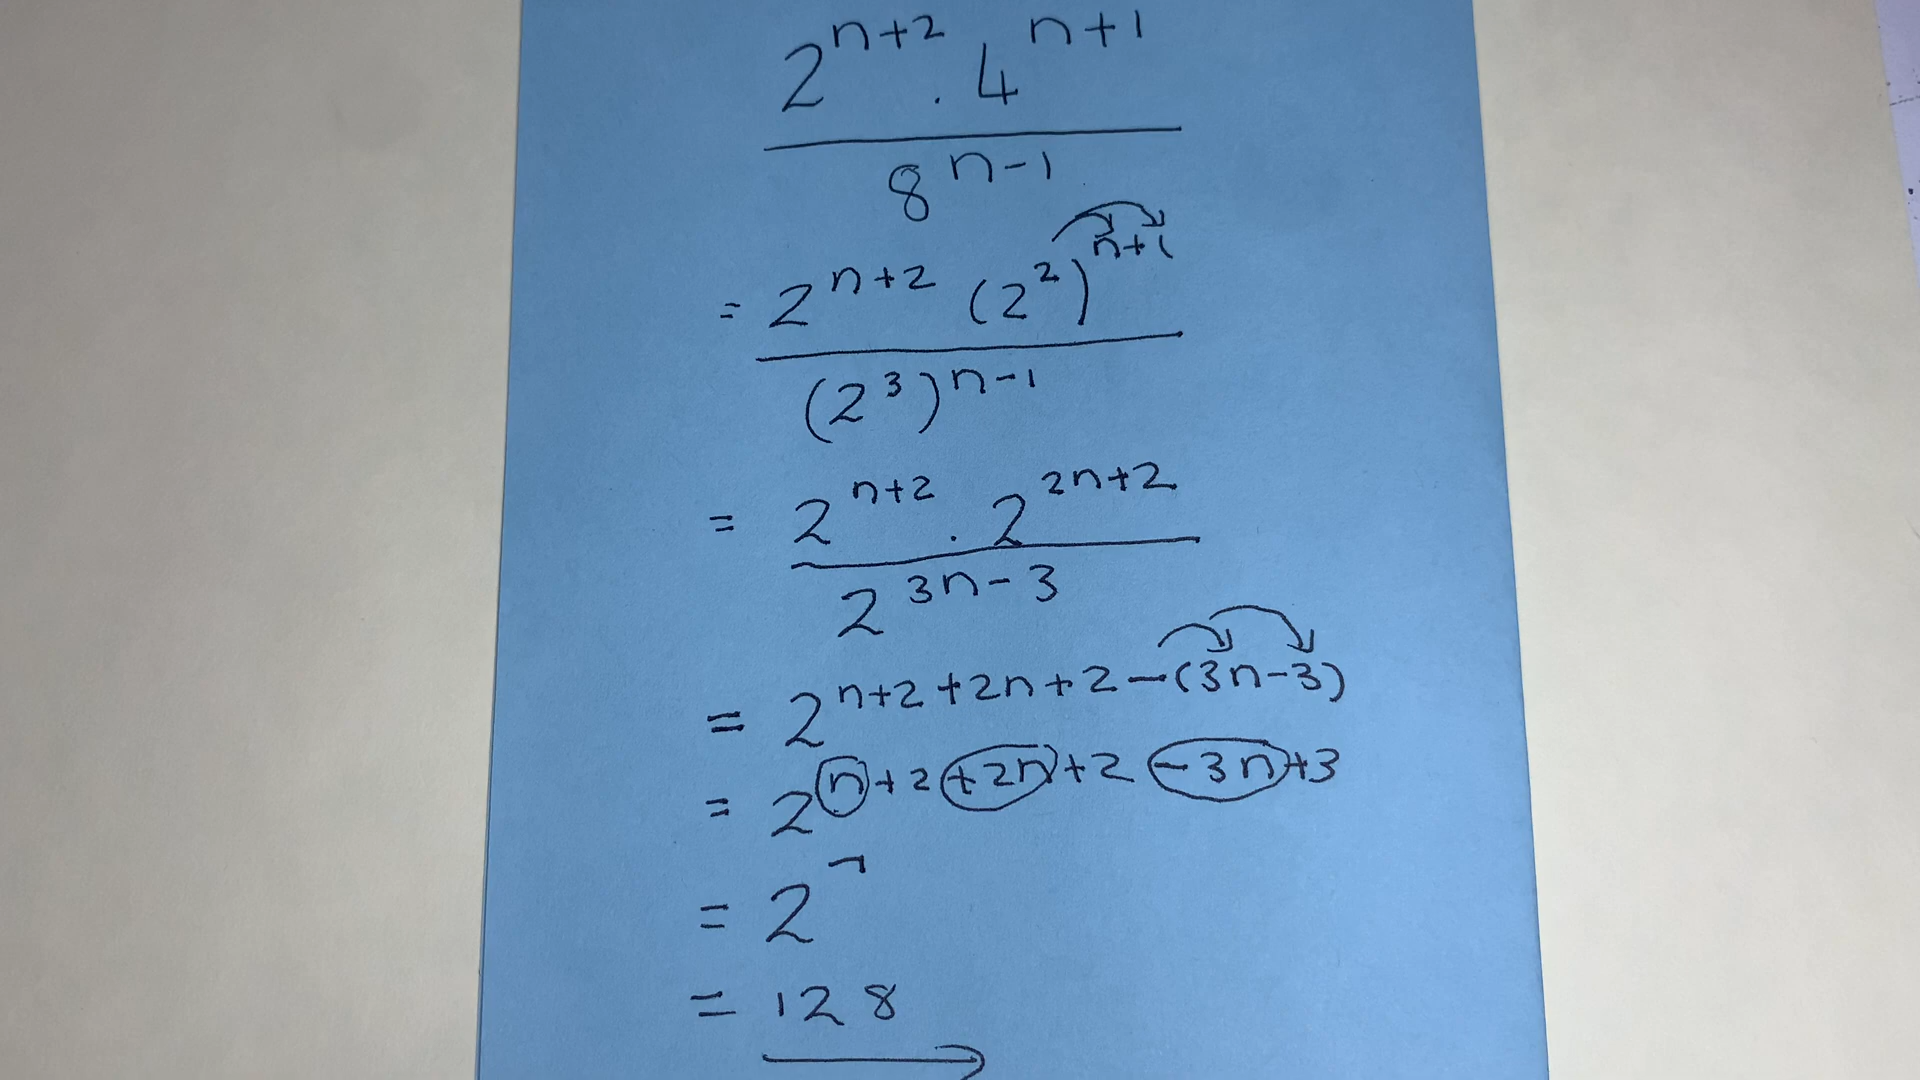 2^{n+2} . 4^{n+1}
8^{n-1}
= 2^{n+2} (2^2)^{n+1}
(2^3)^{n-1}
= 2^{n+2} . 2^{2n+2}
2^{3n-3}
= 2^{n+2+2n+2-(3n-3)}
= 2^{n+2+2n+2-3n+3}
= 2^7
= 128